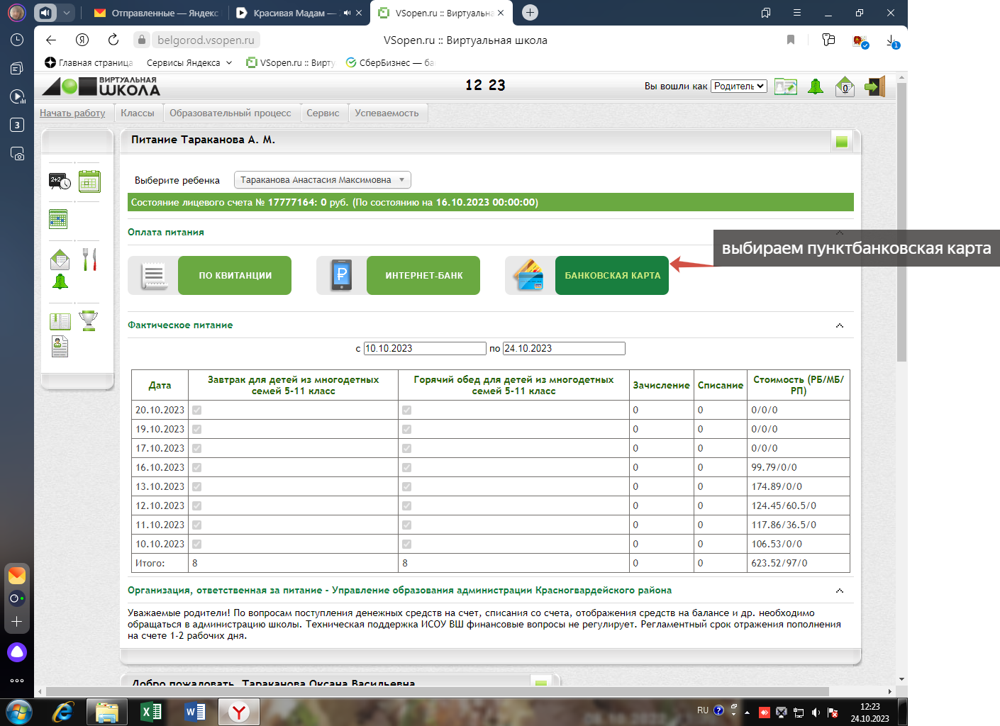 Отправленные — Яндекс
Красивая Мадам —
VSopen.ru :: Виртуальна
belgorod.vsopen.ru
VSopen.ru :: Виртуальная школа
1
Главная страница
Сервисы Яндекса
VSopen.ru :: Вирту
СберБизнес — ба
3
ВИРТУАЛЬНАЯ
ШКОЛА
12 23
Вы вошли как
Родитель
0
Начать работу
Классы
Образовательный процесс
Сервис
Успеваемость
Питание Тараканова А. М.
2+2
Выберите ребенка
Тараканова Анастасия Максимовна
Состояние лицевого счета № 17777164: 0 руб. (По состоянию на 16.10.2023 00:00:00)
Оплата питания
выбираем пунктбанковская карта
ПО КВИТАНЦИИ
ИНТЕРНЕТ-БАНК
БАНКОВСКАЯ КАРТА
Фактическое питание
с 10.10.2023 по 24.10.2023
Дата
Завтрак для детей из многодетных
семей 5-11 класс
Горячий обед для детей из многодетных
семей 5-11 класс
Зачисление
Списание
Стоимость (РБ/МБ/
РП)
20.10.2023 0 0 0/0/0
19.10.2023 0 0 0/0/0
17.10.2023 0 0 0/0/0
16.10.2023 0 0 99.79/0/0
13.10.2023 0 0 174.89/0/0
12.10.2023 0 0 124.45/60.5/0
11.10.2023 0 0 117.86/36.5/0
10.10.2023 0 0 106.53/0/0
Итого: 8 8 0 0 623.52/97/0
Организация, ответственная за питание - Управление образования администрации Красногвардейского района
Уважаемые родители! По вопросам поступления денежных средств на счет, списания со счета, отображения средств на балансе и др. необходимо
обращаться в администрацию школы. Техническая поддержка ИСОУ ВШ финансовые вопросы не регулирует. Регламентный срок отражения пополнения
на счете 1-2 рабочих дня.
Добро пожаловать, Тараканова Оксана Васильевна
RU
12:23
24.10.2023